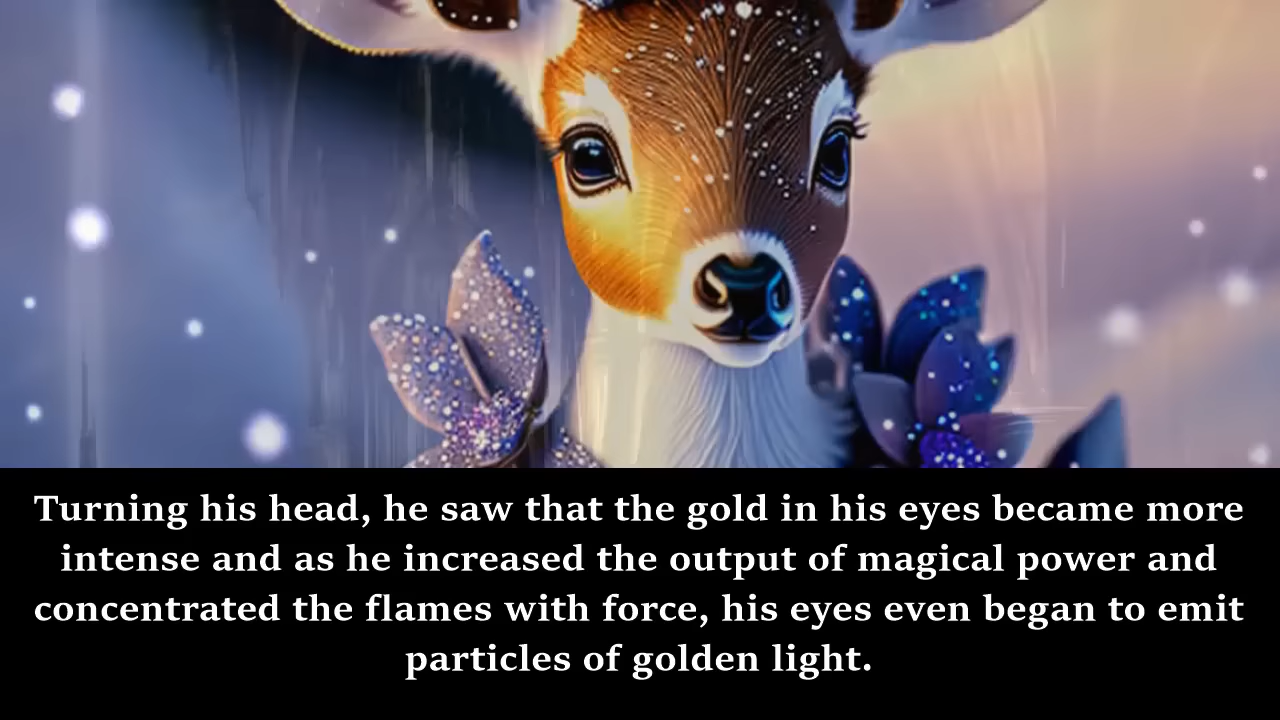 Turning his head, he saw that the gold in his eyes became more
intense and as he increased the output of magical power and
concentrated the flames with force, his eyes even began to emit
particles of golden light.